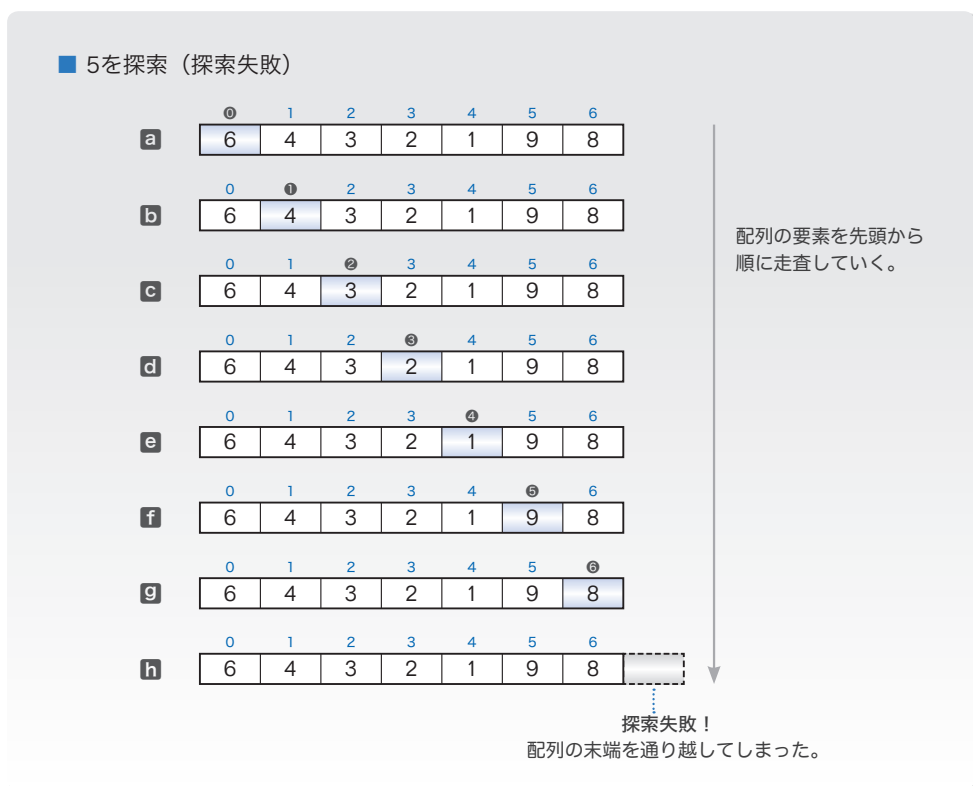 ■ 5を探索（探索失敗）
⓿ 1 2 3 4 5 6
a 6 4 3 2 1 9 8
0 ❶ 2 3 4 5 6
b 6 4 3 2 1 9 8
配列の要素を先頭から
順に走査していく。
0 1 ❷ 3 4 5 6
c 6 4 3 2 1 9 8
0 1 2 ❸ 4 5 6
d 6 4 3 2 1 9 8
0 1 2 3 ❹ 5 6
e 6 4 3 2 1 9 8
0 1 2 3 4 ❺ 6
f 6 4 3 2 1 9 8
0 1 2 3 4 5 ❻
g 6 4 3 2 1 9 8
0 1 2 3 4 5 6
h 6 4 3 2 1 9 8
探索失敗！
配列の末端を通り越してしまった。